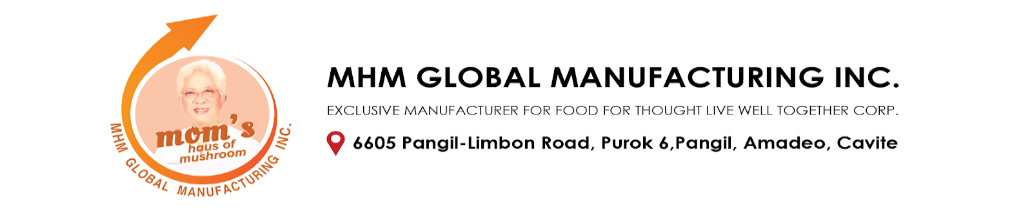 mom's
haus of
mushroom
MHM GLOBAL MANUFACTURING INC.
MHM GLOBAL MANUFACTURING INC.
EXCLUSIVE MANUFACTURER FOR FOOD FOR THOUGHT LIVE WELL TOGETHER CORP.
6605 Pangil-Limbon Road, Purok 6,Pangil, Amadeo, Cavite